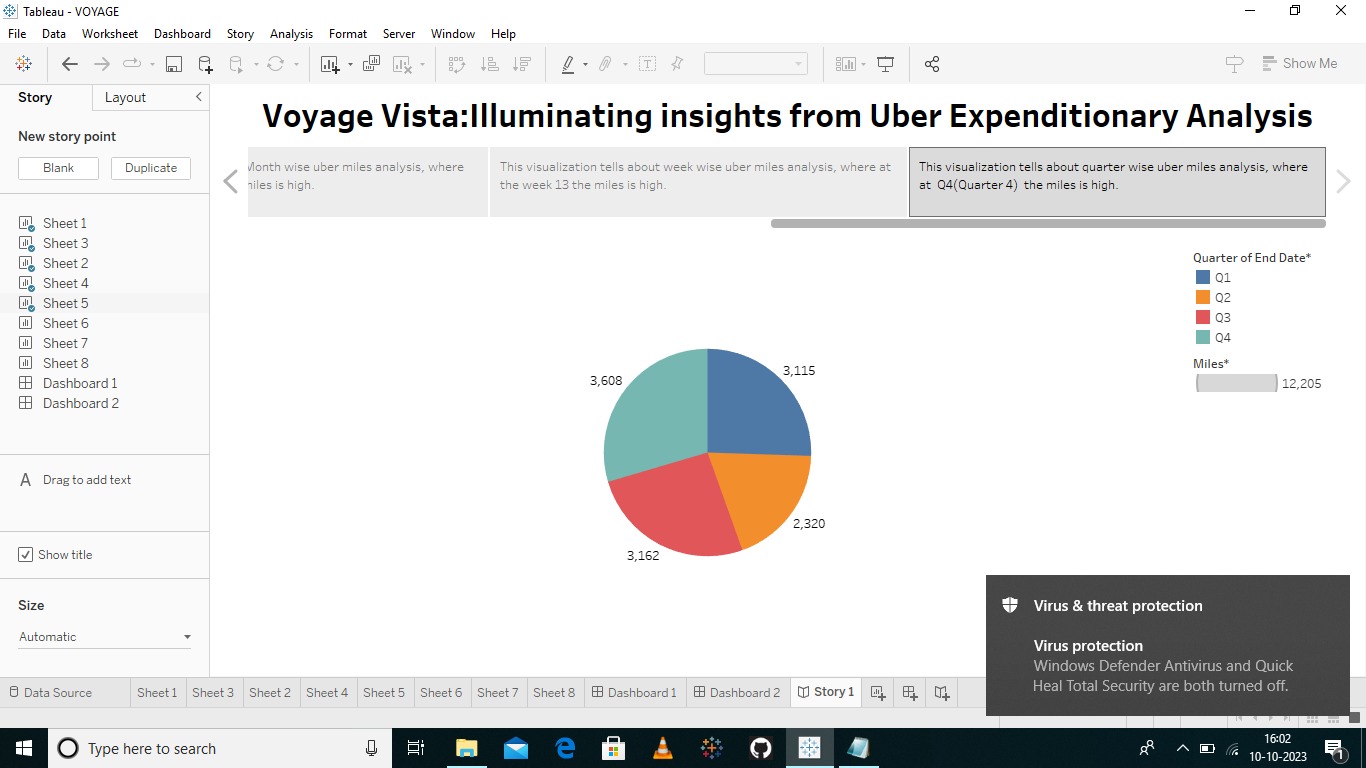 Tableau - VOYAGE
File Data Worksheet Dashboard Story Analysis Format Server Window Help
Show Me
Story Layout
New story point
Blank Duplicate
Sheet 1
Sheet 3
Sheet 2
Sheet 4
Sheet 5
Sheet 6
Sheet 7
Sheet 8
Dashboard 1
Dashboard 2
A Drag to add text
Show title
Size
Automatic
Voyage Vista:Illuminating insights from Uber Expenditionary Analysis
Month wise uber miles analysis, where
miles is high.
This visualization tells about week wise uber miles analysis, where at
the week 13 the miles is high.
This visualization tells about quarter wise uber miles analysis, where
at Q4(Quarter 4) the miles is high.
Quarter of End Date*
Q1
Q2
Q3
Q4
Miles*
12,205
3,115
3,608
2,320
3,162
Virus & threat protection
Virus protection
Windows Defender Antivirus and Quick
Heal Total Security are both turned off.
Data Source Sheet 1 Sheet 3 Sheet 2 Sheet 4 Sheet 5 Sheet 6 Sheet 7 Sheet 8 Dashboard 1 Dashboard 2 Story 1
Type here to search
16:02
10-10-2023
1